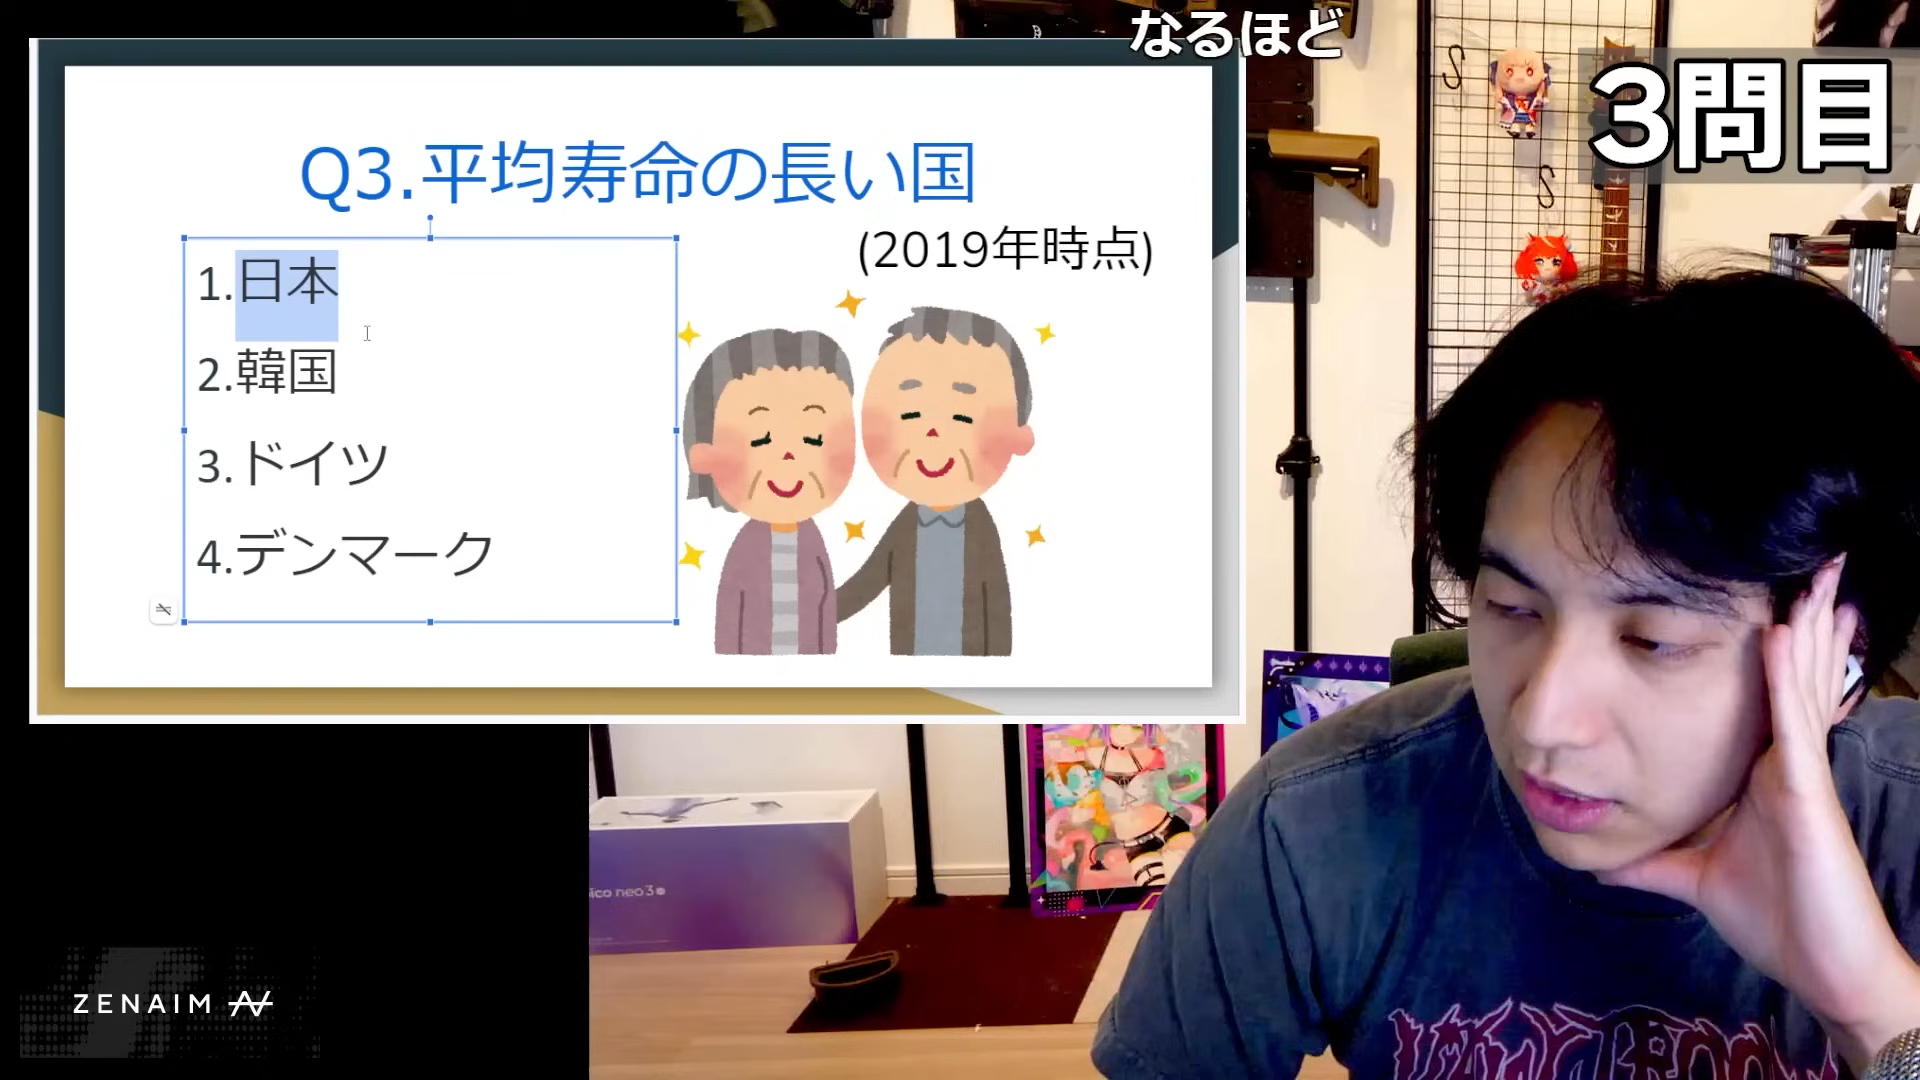 なるほど
3問目
Q3.平均寿命の長い国
(2019年時点)
1.日本
2.韓国
3.ドイツ
4.デンマーク
neo3
ZENAIM